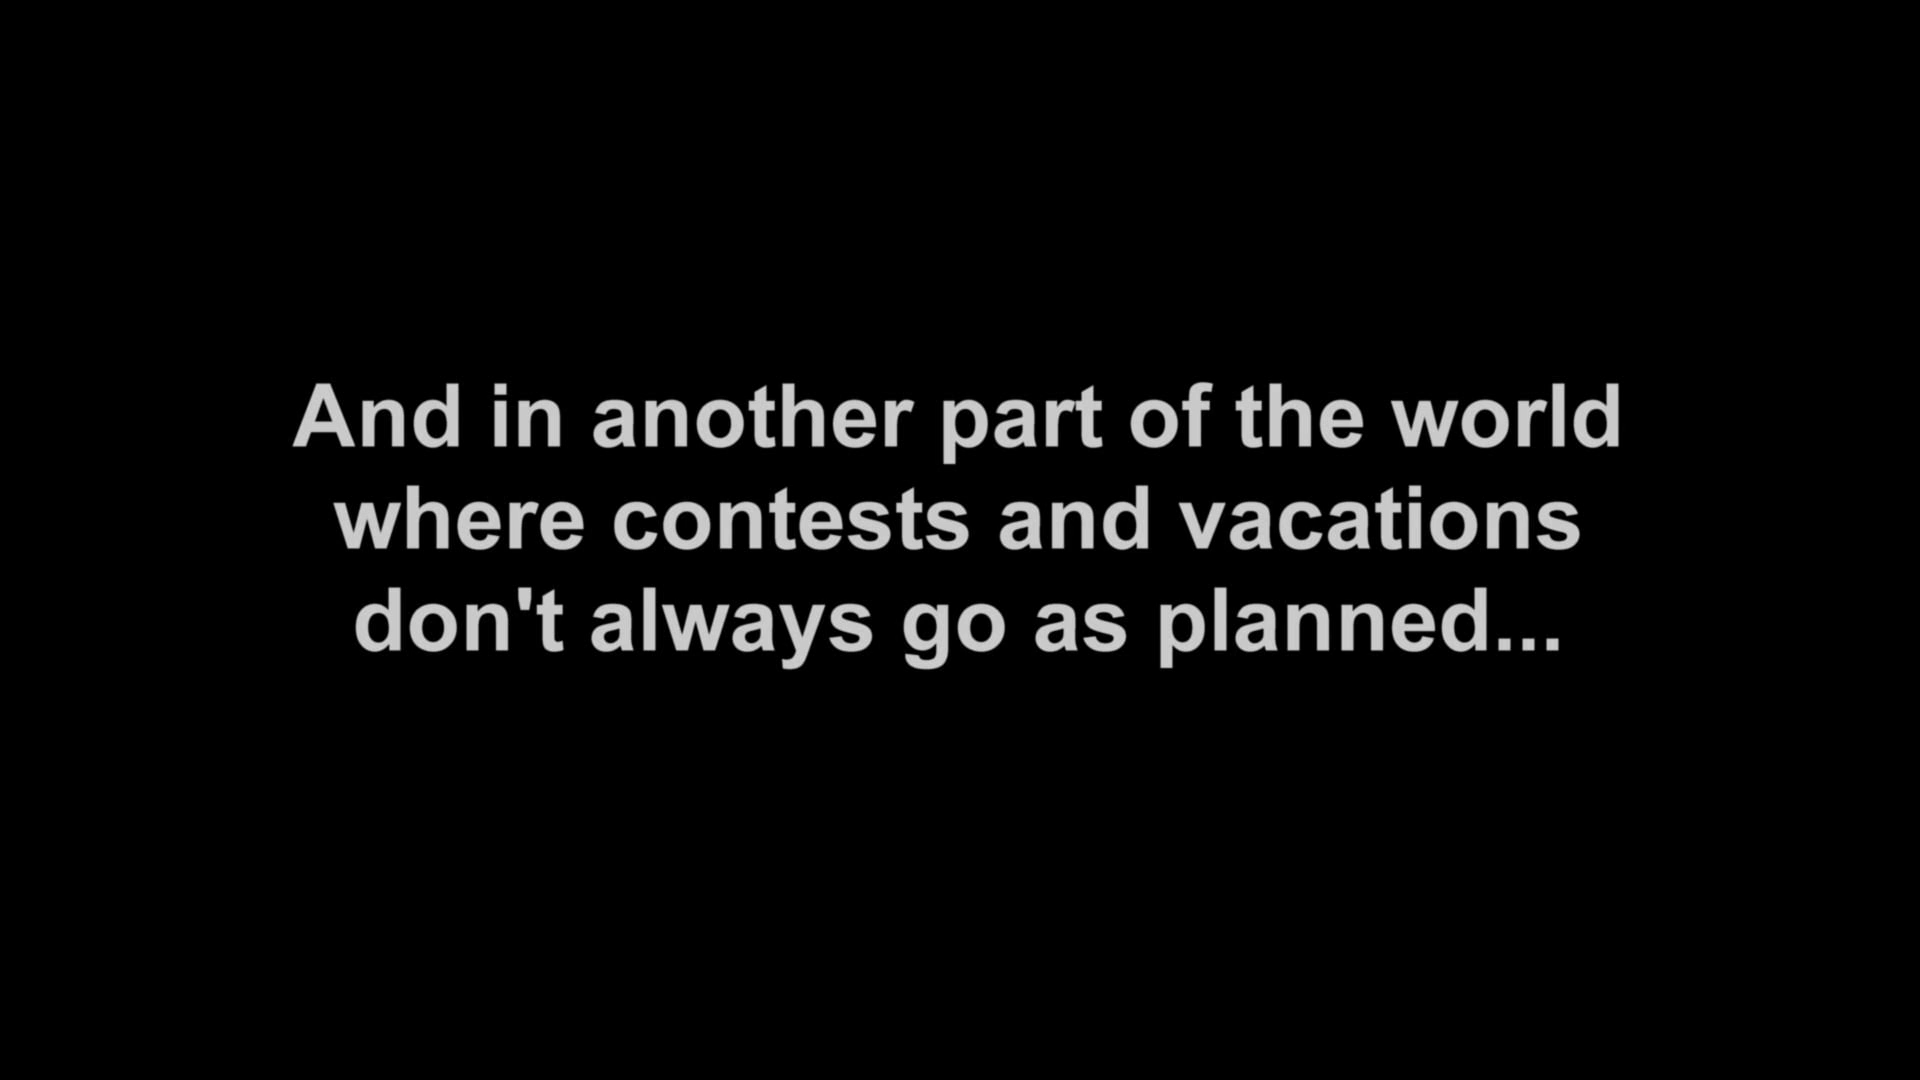 And in another part of the world
where contests and vacations
don't always go as planned...